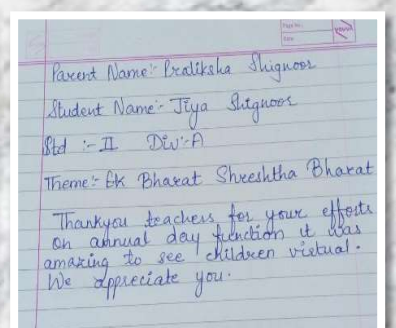 Parent Name:- Pratiksha Shignoor
Student Name:- Jiya Shignoor
Std :- II Div:-A
Theme:- Ek Bharat Shreshtha Bharat
Thankyou teachers for your efforts
on annual day function it was
amazing to see children virtual.
We appreciate you.